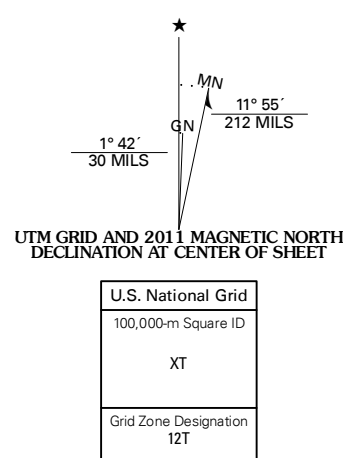 ★
MN
11° 55´
212 MILS
GN
1° 42´
30 MILS
UTM GRID AND 2011 MAGNETIC NORTH
DECLINATION AT CENTER OF SHEET
U.S. National Grid
100,000-m Square ID
XT
Grid Zone Designation
12T